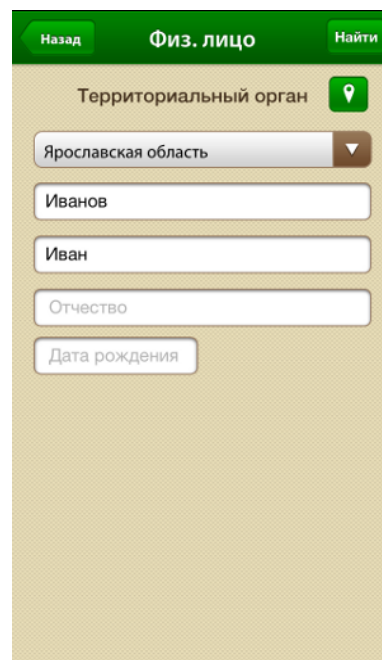 Назад
Физ. лицо
Найти
Территориальный орган
Ярославская область
Иванов
Иван
Отчество
Дата рождения